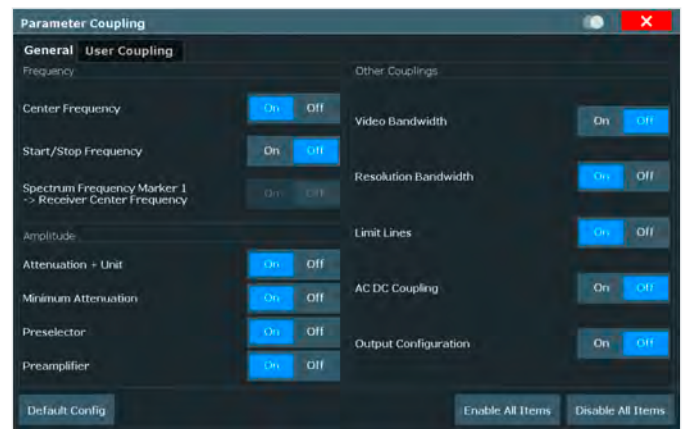 Parameter Coupling
General User Coupling
Frequency
Center Frequency On Off
Start/Stop Frequency On Off
Spectrum Frequency Marker 1
-> Receiver Center Frequency On Off
Amplitude
Attenuation + Unit On Off
Minimum Attenuation On Off
Preselector On Off
Preamplifier On Off
Other Couplings
Video Bandwidth On Off
Resolution Bandwidth On Off
Limit Lines On Off
AC DC Coupling On Off
Output Configuration On Off
Default Config Enable All Items Disable All Items